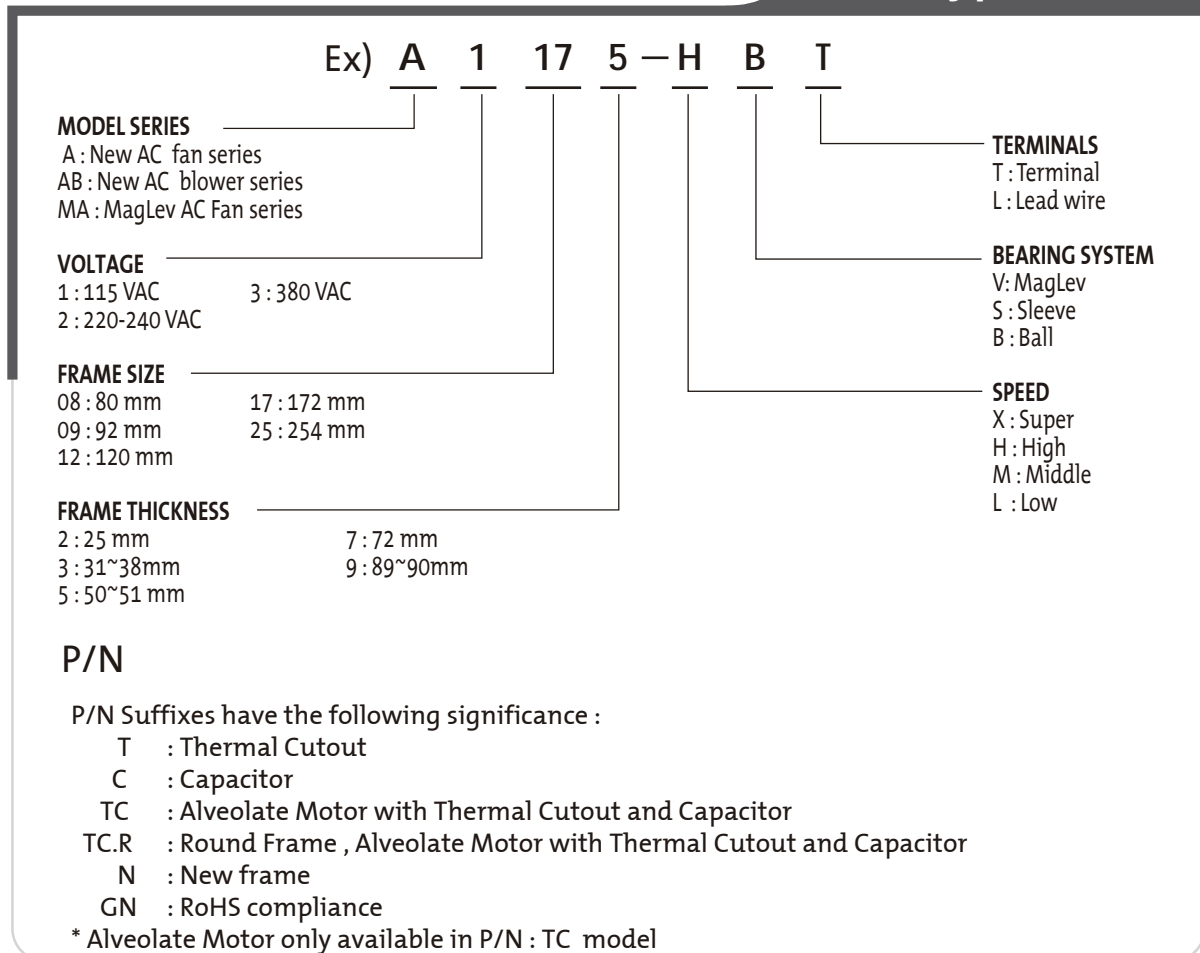 Ex) A 1 17 5 – H B T
MODEL SERIES
A : New AC fan series
AB : New AC blower series
MA : MagLev AC Fan series
VOLTAGE
1 : 115 VAC 3 : 380 VAC
2 : 220-240 VAC
FRAME SIZE
08 : 80 mm 17 : 172 mm
09 : 92 mm 25 : 254 mm
12 : 120 mm
FRAME THICKNESS
2 : 25 mm 7 : 72 mm
3 : 31~38mm 9 : 89~90mm
5 : 50~51 mm
TERMINALS
T : Terminal
L : Lead wire
BEARING SYSTEM
V: MagLev
S : Sleeve
B : Ball
SPEED
X : Super
H : High
M : Middle
L : Low
P/N
P/N Suffixes have the following significance :
T : Thermal Cutout
C : Capacitor
TC : Alveolate Motor with Thermal Cutout and Capacitor
TC.R : Round Frame , Alveolate Motor with Thermal Cutout and Capacitor
N : New frame
GN : RoHS compliance
* Alveolate Motor only available in P/N : TC model